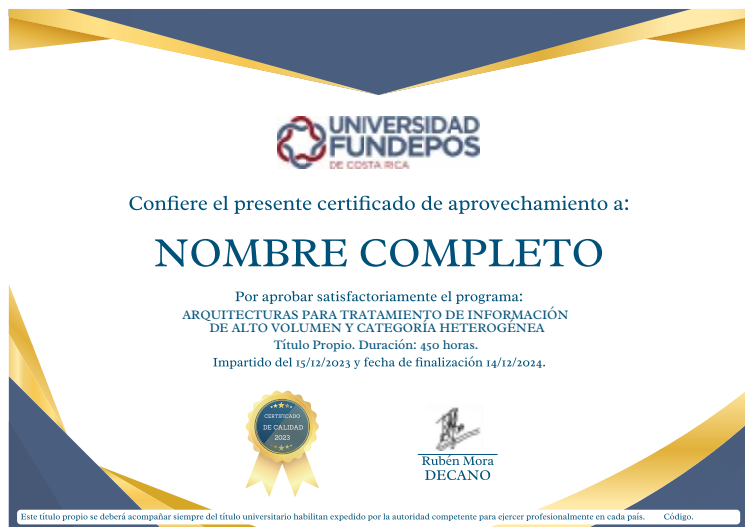 UNIVERSIDAD
FUNDEPOS
DE COSTA RICA
Confiere el presente certificado de aprovechamiento a:
NOMBRE COMPLETO
Por aprobar satisfactoriamente el programa:
ARQUITECTURAS PARA TRATAMIENTO DE INFORMACIÓN
DE ALTO VOLUMEN Y CATEGORÍA HETEROGÉNEA
Título Propio. Duración: 450 horas.
Impartido del 15/12/2023 y fecha de finalización 14/12/2024.
CERTIFICADO
DE CALIDAD
2023
Rubén Mora
DECANO
Este título propio se deberá acompañar siempre del título universitario habilitan expedido por la autoridad competente para ejercer profesionalmente en cada país. Código.